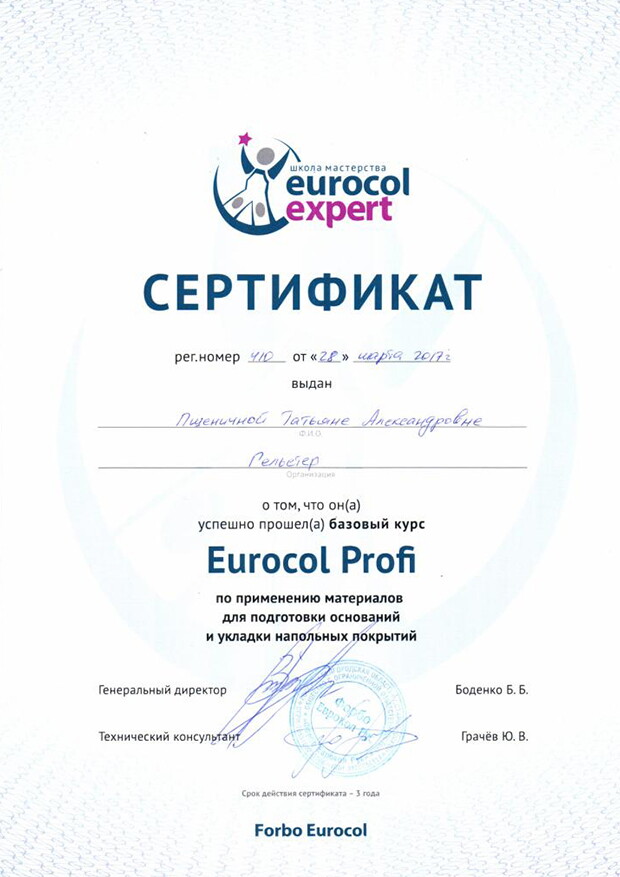 школа мастерства
eurocol
expert
СЕРТИФИКАТ
рег.номер 410 от «28» марта 2017г
выдан
Пшеничной Татьяне Александровне
Ф.И.О.
Рельефер
Организация
о том, что он(а)
успешно прошел(а) базовый курс
Eurocol Profi
по применению материалов
для подготовки оснований
и укладки напольных покрытий
Генеральный директор Боденко Б. Б.
Форбо
Еврокол
Технический консультант Грачёв Ю. В.
Срок действия сертификата – 3 года
Forbo Eurocol